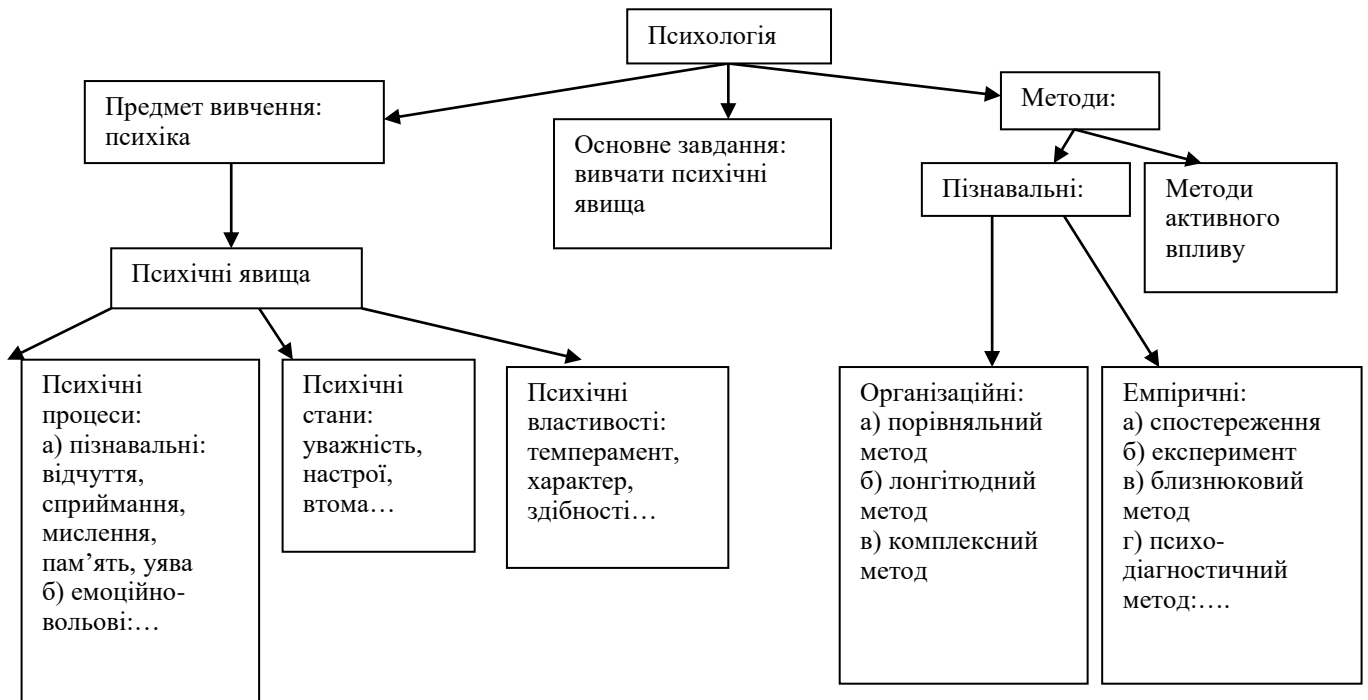 Психологія
Предмет вивчення:
психіка
Основне завдання:
вивчати психічні
явища
Методи:
Пізнавальні:
Методи
активного
впливу
Психічні явища
Психічні
процеси:
а) пізнавальні:
відчуття,
сприймання,
мислення,
пам’ять, уява
б) емоційно-
вольові:…
Психічні
стани:
уважність,
настрої,
втома…
Психічні
властивості:
темперамент,
характер,
здібності…
Організаційні:
а) порівняльний
метод
б) лонгітюдний
метод
в) комплексний
метод
Емпиричні:
а) спостереження
б) експеримент
в) близнюковий
метод
г) психо-
діагностичний
метод:….